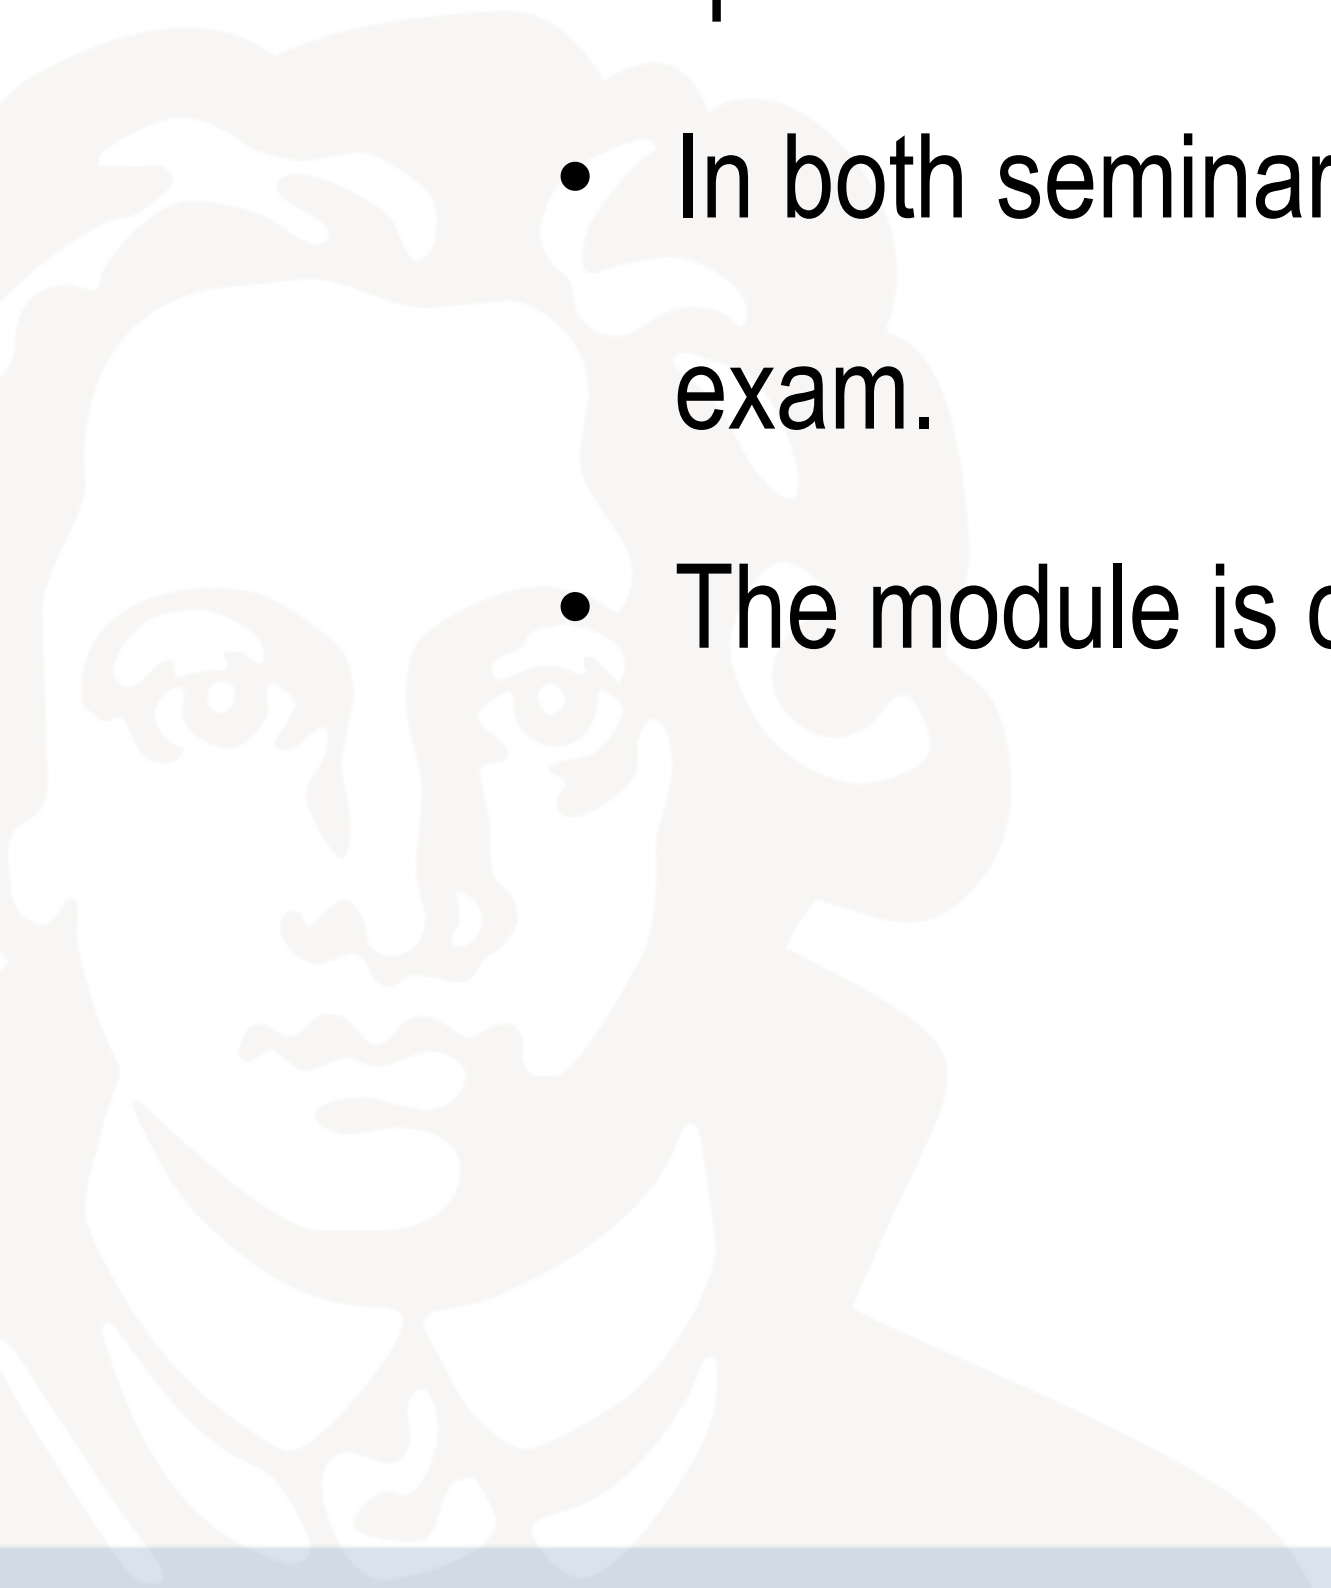 • In both seminar
exam.
• The module is